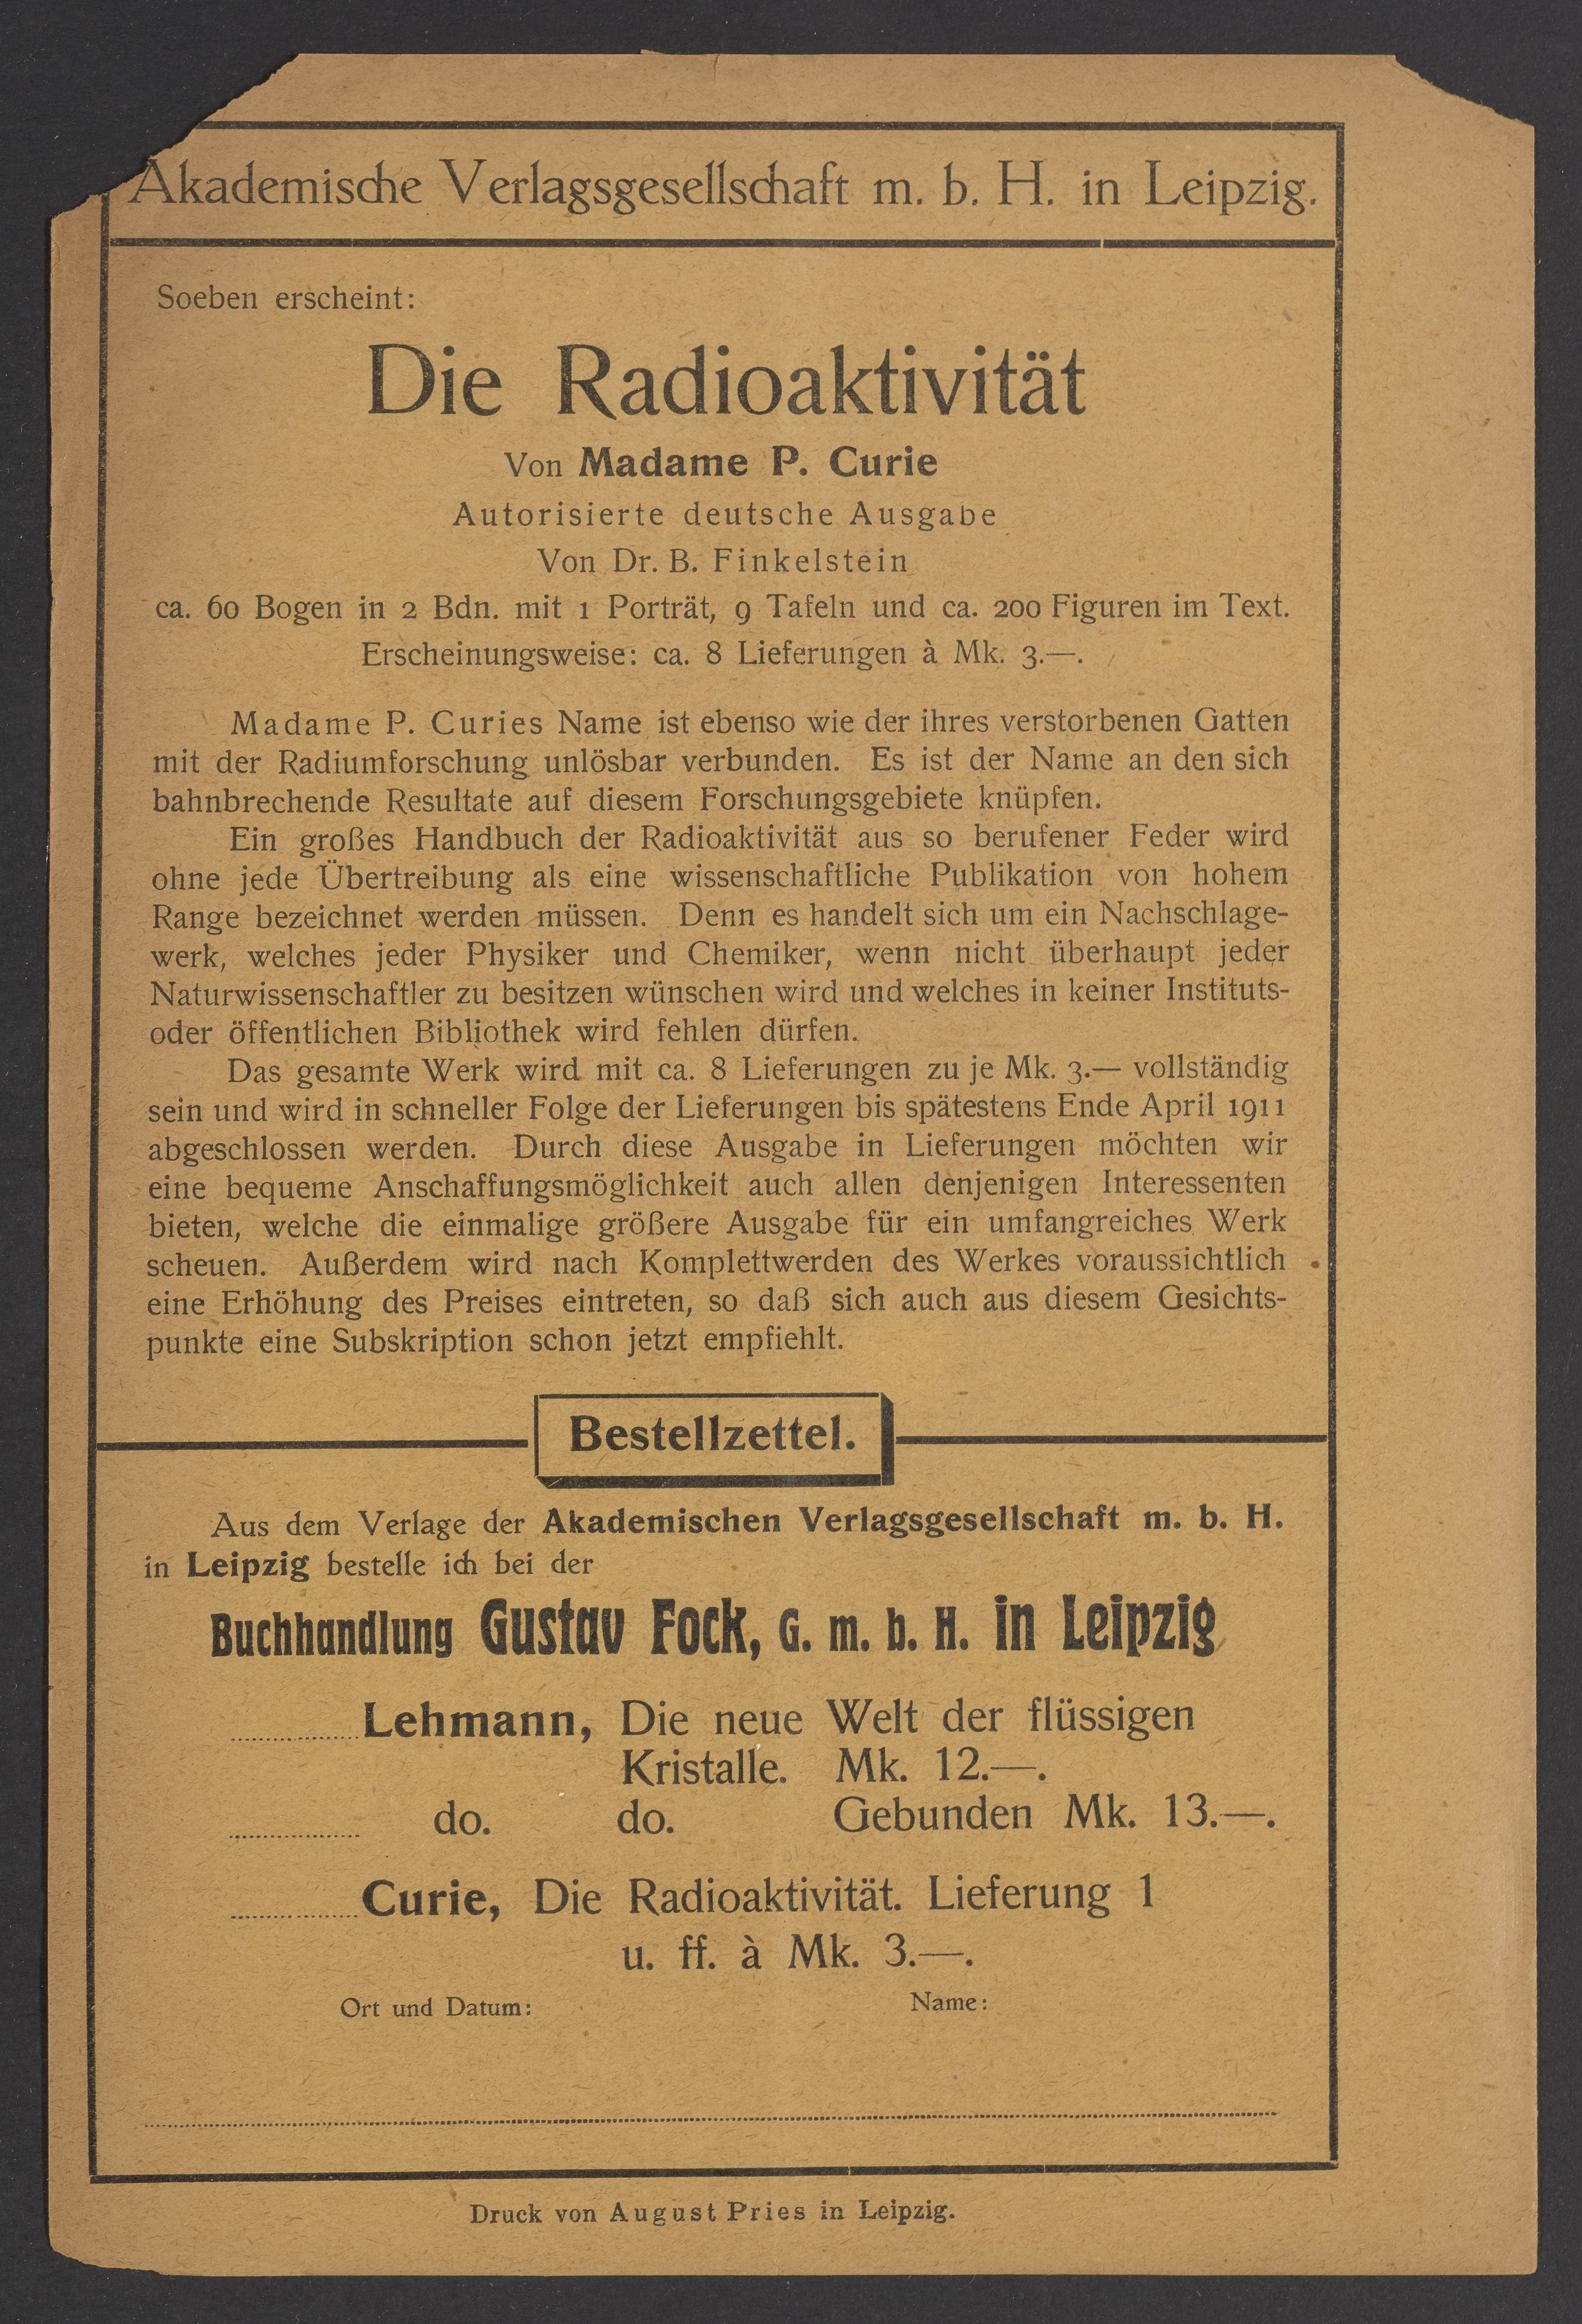 Akademische Verlagsgesellschaft m. b. H. in Leipzig.
Soeben erscheint:
Die Radioaktivität
Von Madame P. Curie
Autorisierte deutsche Ausgabe
Von Dr. B. Finkelstein
ca. 60 Bogen in 2 Bdn. mit 1 Porträt, 9 Tafeln und ca. 200 Figuren im Text.
Erscheinungsweise: ca. 8 Lieferungen à Mk. 3.—.
Madame P. Curies Name ist ebenso wie der ihres verstorbenen Gatten
mit der Radiumforschung unlösbar verbunden. Es ist der Name an den sich
bahnbrechende Resultate auf diesem Forschungsgebiete knüpfen.
Ein großes Handbuch der Radioaktivität aus so berufener Feder wird
ohne jede Übertreibung als eine wissenschaftliche Publikation von hohem
Range bezeichnet werden müssen. Denn es handelt sich um ein Nachschlage-
werk, welches jeder Physiker und Chemiker, wenn nicht überhaupt jeder
Naturwissenschaftler zu besitzen wünschen wird und welches in keiner Instituts-
oder öffentlichen Bibliothek wird fehlen dürfen.
Das gesamte Werk wird mit ca. 8 Lieferungen zu je Mk. 3.— vollständig
sein und wird in schneller Folge der Lieferungen bis spätestens Ende April 1911
abgeschlossen werden. Durch diese Ausgabe in Lieferungen möchten wir
eine bequeme Anschaffungsmöglichkeit auch allen denjenigen Interessenten
bieten, welche die einmalige größere Ausgabe für ein umfangreiches Werk
scheuen. Außerdem wird nach Komplettwerden des Werkes voraussichtlich
eine Erhöhung des Preises eintreten, so daß sich auch aus diesem Gesichts-
punkte eine Subskription schon jetzt empfiehlt.
Bestellzettel.
Aus dem Verlage der Akademischen Verlagsgesellschaft m. b. H.
in Leipzig bestelle ich bei der
Buchhandlung Gustav Fock, G. m. b. H. in Leipzig
Lehmann, Die neue Welt der flüssigen
Kristalle. Mk. 12.—.
do. do. Gebunden Mk. 13.—.
Curie, Die Radioaktivität. Lieferung 1
u. ff. à Mk. 3.—.
Ort und Datum: Name:
Druck von August Pries in Leipzig.